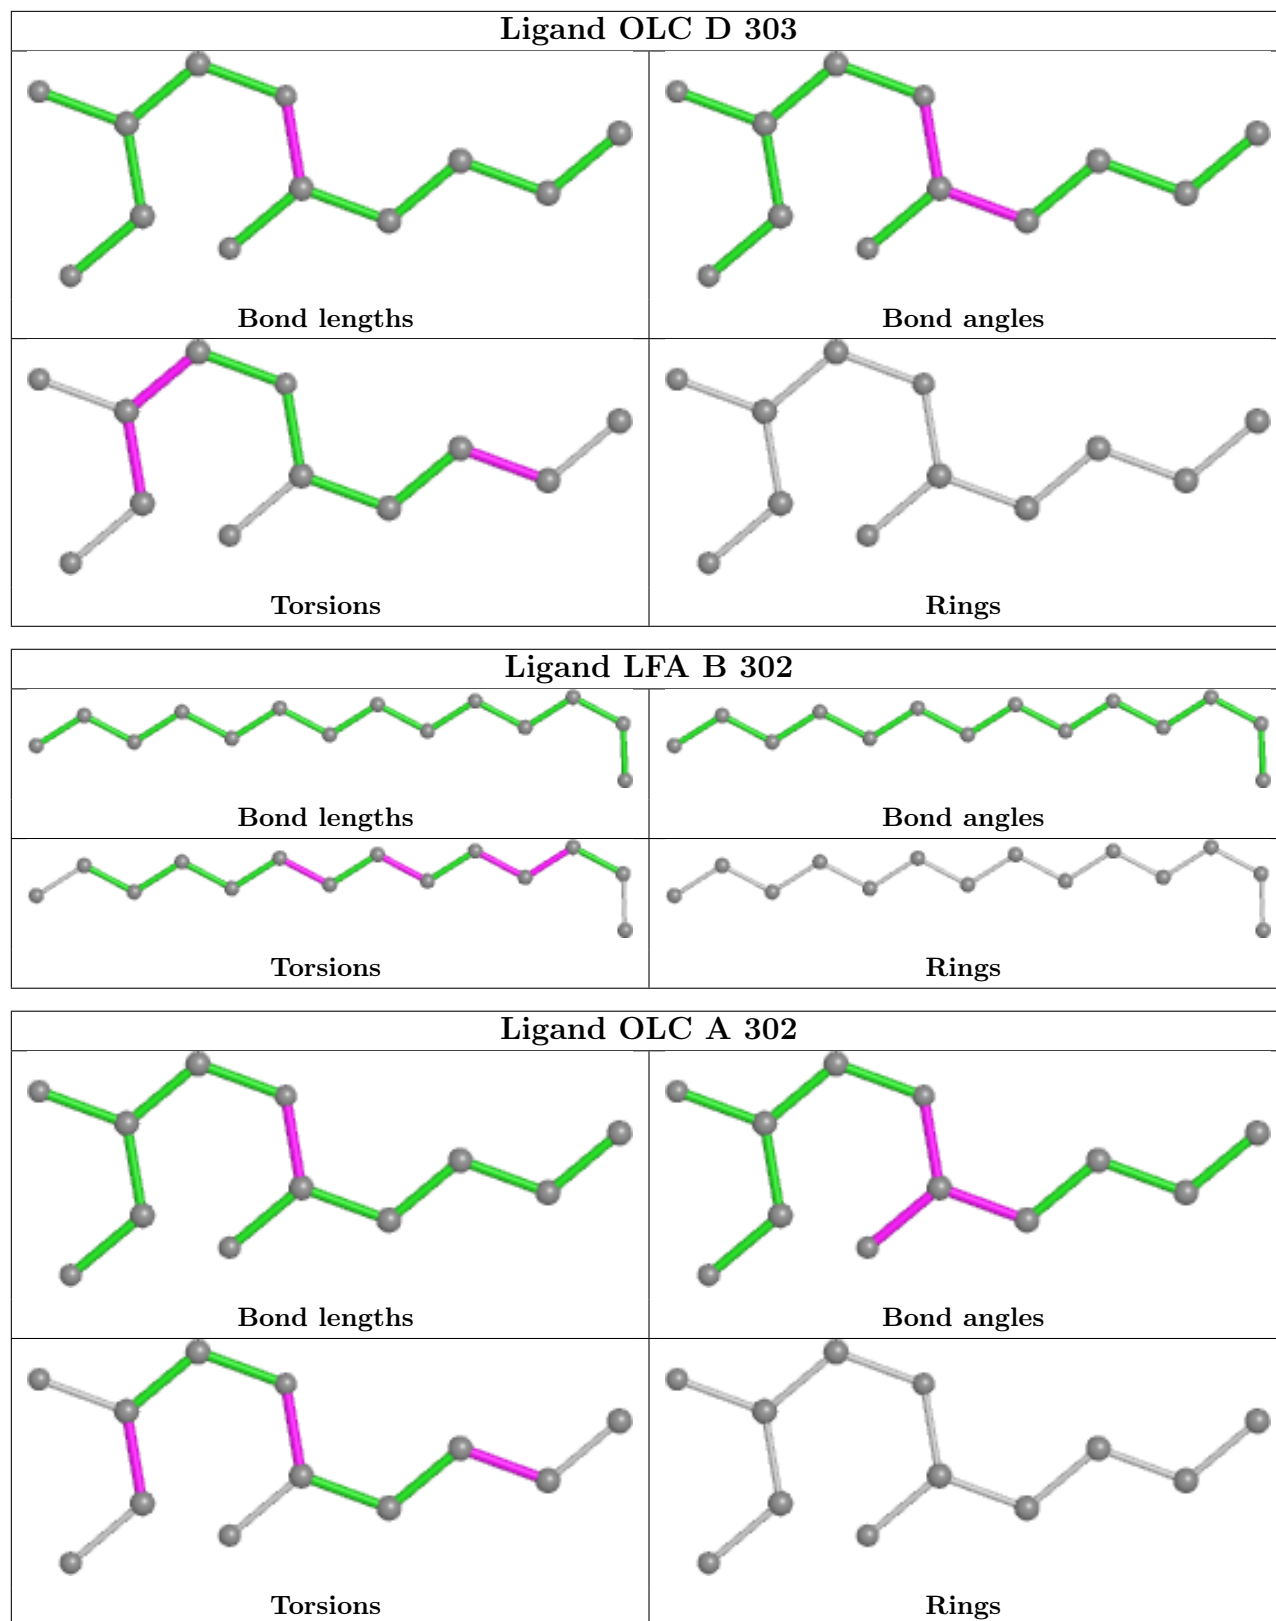 Ligand OLC D 303
Bond lengths
Bond angles
Torsions
Rings
Ligand LFA B 302
Bond lengths
Bond angles
Torsions
Rings
Ligand OLC A 302
Bond lengths
Bond angles
Torsions
Rings